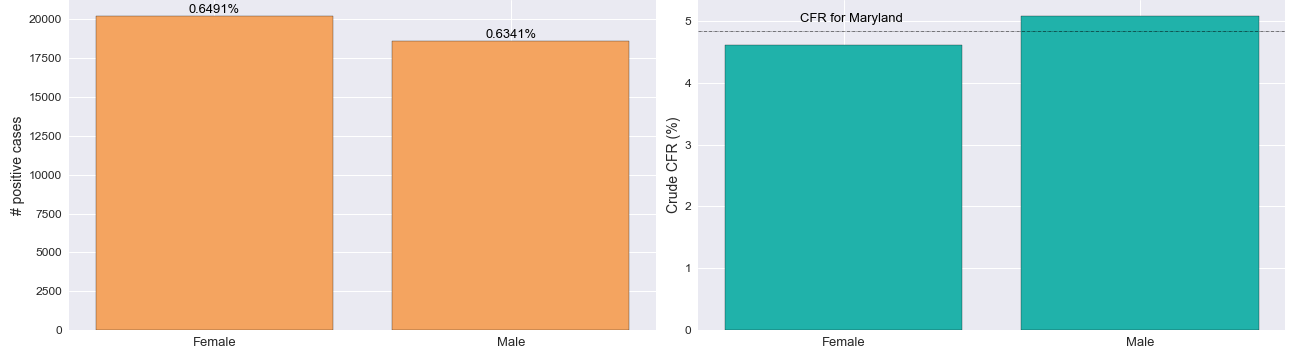 # positive cases
20000
17500
15000
12500
10000
7500
5000
2500
0
0.6491%
0.6341%
Female
Male
Crude CFR (%)
5
4
3
2
1
0
CFR for Maryland
Female
Male